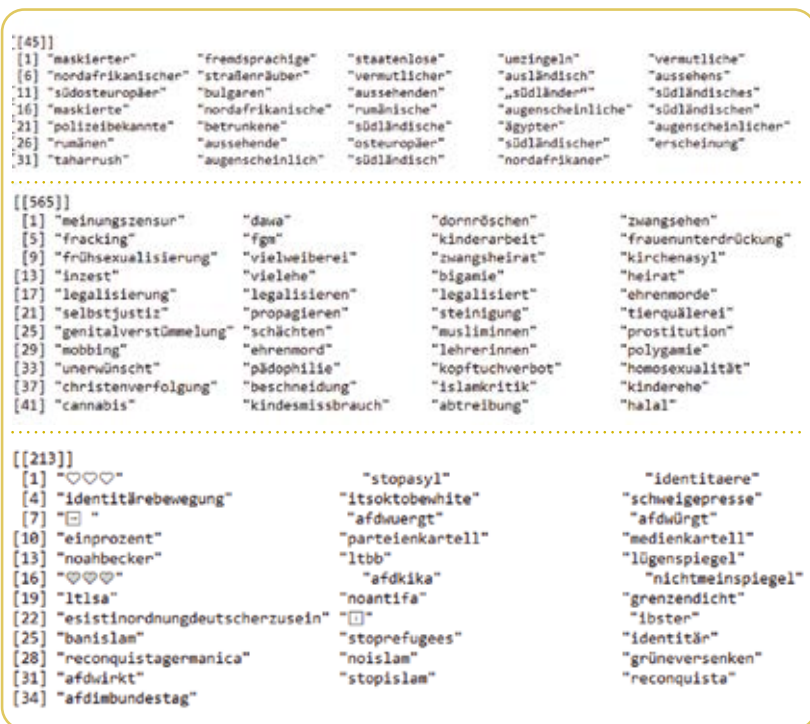 [[45]]
[1] "maskierter" "fremdsprachige" "staatenlose" "umzingeln" "vermutliche"
[6] "nordafrikanischer" "straßenräuber" "vermutlicher" "ausländisch" "aussehens"
[11] "südosteuropäer" "bulgaren" "aussehenden" "„südländer“" "südländisches"
[16] "maskierte" "nordafrikanische" "rumänische" "augenscheinliche" "südländischen"
[21] "polizeibekannte" "betrunkene" "südländische" "ägypter" "augenscheinlicher"
[26] "rumänen" "aussehende" "osteuropäer" "südländischer" "erscheinung"
[31] "taharrush" "augenscheinlich" "südländisch" "nordafrikaner"
[[565]]
[1] "meinungszensur" "dawa" "dornröschen" "zwangsehen"
[5] "fracking" "fgm" "kinderarbeit" "frauenunterdrückung"
[9] "frühsexualisierung" "vielweiberei" "zwangsheirat" "kirchenasyl"
[13] "inzest" "vielehe" "bigamie" "heirat"
[17] "legalisierung" "legalisieren" "legalisiert" "ehrenmorde"
[21] "selbstjustiz" "propagieren" "steinigung" "tierquälerei"
[25] "genitalverstümmelung" "schächten" "musliminnen" "prostitution"
[29] "mobbing" "ehrenmord" "lehrerinnen" "polygamie"
[33] "unerwünscht" "pädophilie" "kopftuchverbot" "homosexualität"
[37] "christenverfolgung" "beschneidung" "islamkritik" "kinderehe"
[41] "cannabis" "kindesmissbrauch" "abtreibung" "halal"
[[213]]
[1] "♡♡♡" "stopasyl" "identitaere"
[4] "identitärebewegung" "itsoktobewhite" "schweigepresse"
[7] "" "afdwuergt" "afdwürgt"
[10] "einprozent" "parteienkartell" "medienkartell"
[13] "noahbecker" "ltbb" "lügenspiegel"
[16] "♡♡♡" "afdkika" "nichtmeinspiegel"
[19] "ltlsa" "noantifa" "grenzendicht"
[22] "esistinordnungdeutscherzusein" "" "ibster"
[25] "banislam" "stoprefugees" "identitär"
[28] "reconquistagermanica" "noislam" "grüneversenken"
[31] "afdwirkt" "stopislam" "reconquista"
[34] "afdimbundestag"